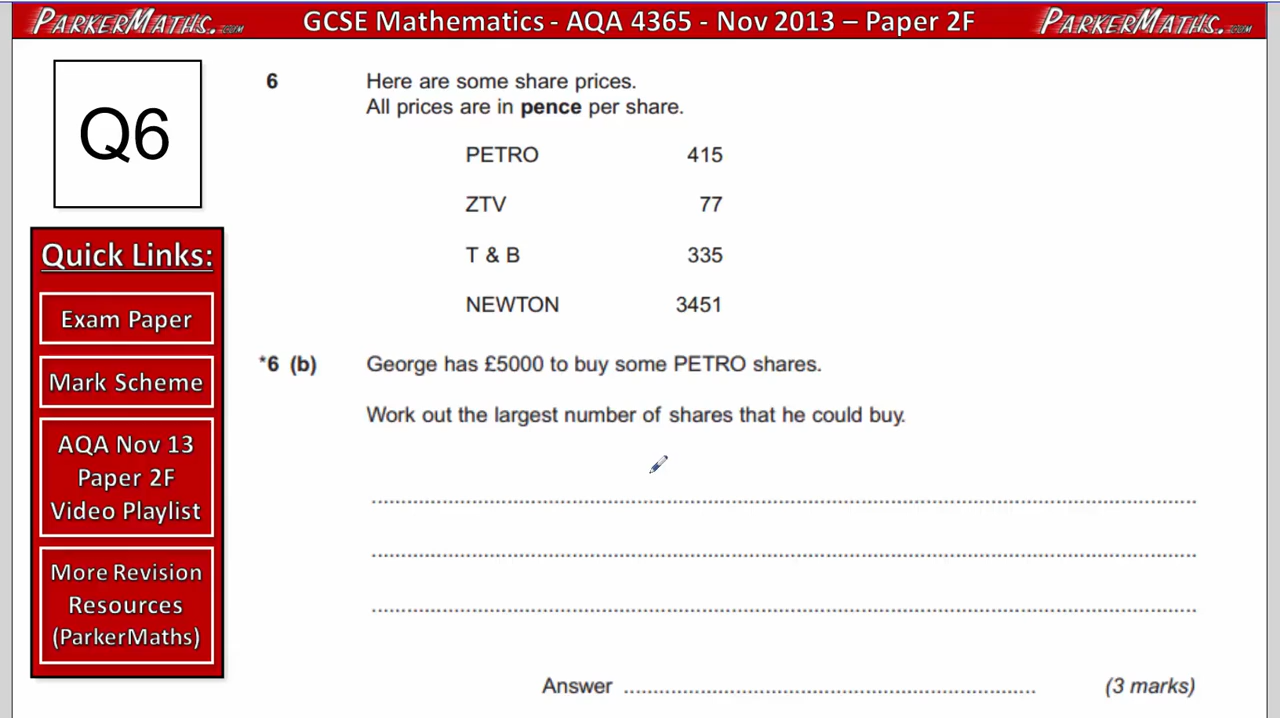 PARKERMATHS.COM
GCSE Mathematics - AQA 4365 - Nov 2013 – Paper 2F
PARKERMATHS.COM
Q6
Quick Links:
Exam Paper
Mark Scheme
AQA Nov 13
Paper 2F
Video Playlist
More Revision
Resources
(ParkerMaths)
6 Here are some share prices.
All prices are in pence per share.
PETRO 415
ZTV 77
T & B 335
NEWTON 3451
*6 (b) George has £5000 to buy some PETRO shares.
Work out the largest number of shares that he could buy.
Answer ............................................................ (3 marks)